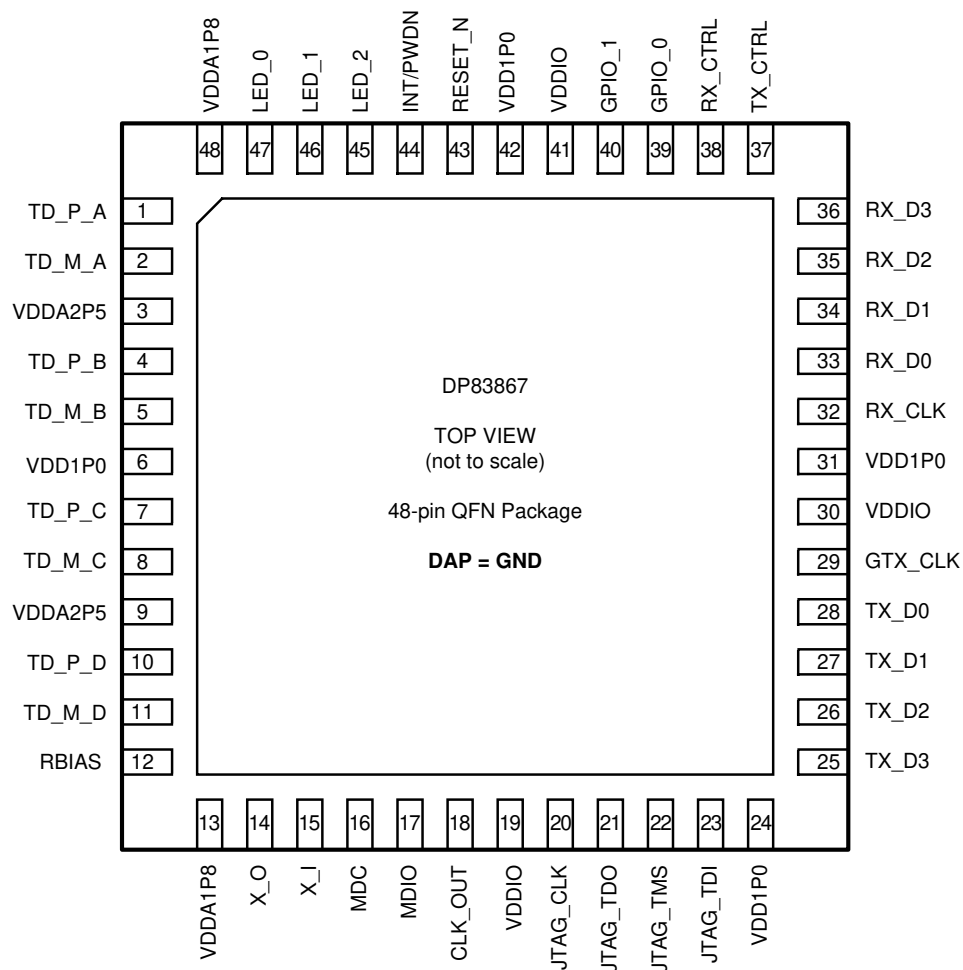 VDDA1P8
LED_0
LED_1
LED_2
INT/PWDN
RESET_N
VDD1P0
VDDIO
GPIO_1
GPIO_0
RX_CTRL
TX_CTRL
48 47 46 45 44 43 42 41 40 39 38 37
TD_P_A 1
TD_M_A 2
VDDA2P5 3
TD_P_B 4
TD_M_B 5
VDD1P0 6
TD_P_C 7
TD_M_C 8
VDDA2P5 9
TD_P_D 10
TD_M_D 11
RBIAS 12
DP83867
TOP VIEW
(not to scale)
48-pin QFN Package
DAP = GND
36 RX_D3
35 RX_D2
34 RX_D1
33 RX_D0
32 RX_CLK
31 VDD1P0
30 VDDIO
29 GTX_CLK
28 TX_D0
27 TX_D1
26 TX_D2
25 TX_D3
13 14 15 16 17 18 19 20 21 22 23 24
VDDA1P8
X_O
X_I
MDC
MDIO
CLK_OUT
VDDIO
JTAG_CLK
JTAG_TDO
JTAG_TMS
JTAG_TDI
VDD1P0